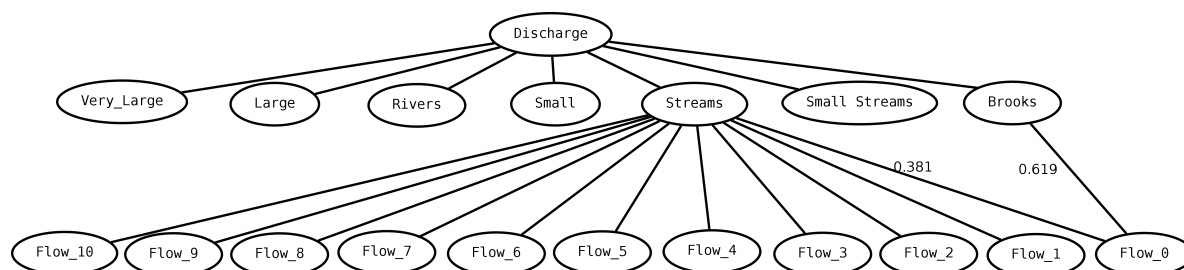 Discharge
Very_Large
Large
Rivers
Small
Streams
Small Streams
Brooks
0.381
0.619
Flow_10
Flow_9
Flow_8
Flow_7
Flow_6
Flow_5
Flow_4
Flow_3
Flow_2
Flow_1
Flow_0